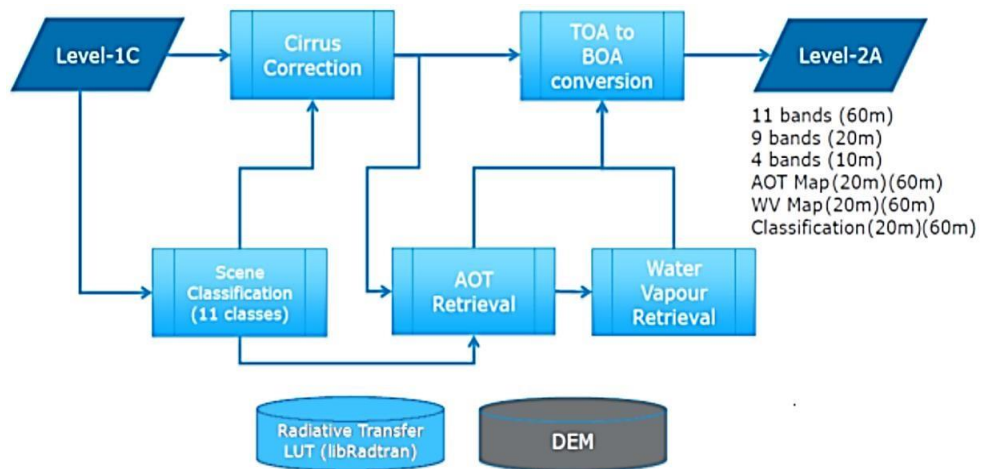 Level-1C
Cirrus
Correction
TOA to
BOA
conversion
Level-2A
11 bands (60m)
9 bands (20m)
4 bands (10m)
AOT Map(20m)(60m)
WV Map(20m)(60m)
Classification(20m)(60m)
Scene
Classification
(11 classes)
AOT
Retrieval
Water
Vapour
Retrieval
Radiative Transfer
LUT (libRadtran)
DEM